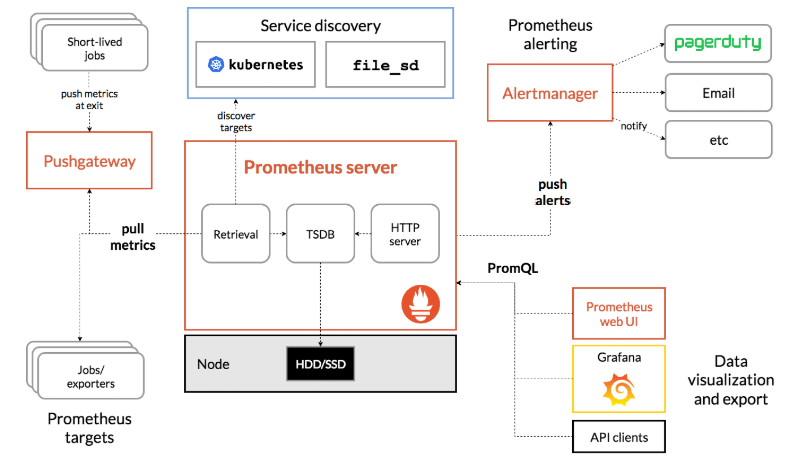 Short-lived
jobs
push metrics
at exit
Pushgateway
pull
metrics
Jobs/
exporters
Prometheus
targets
Service discovery
kubernetes
file_sd
discover
targets
Prometheus server
Retrieval
TSDB
HTTP
server
Node
HDD/SSD
Prometheus
alerting
Alertmanager
pagerduty
Email
etc
notify
push
alerts
PromQL
Prometheus
web UI
Grafana
API clients
Data
visualization
and export